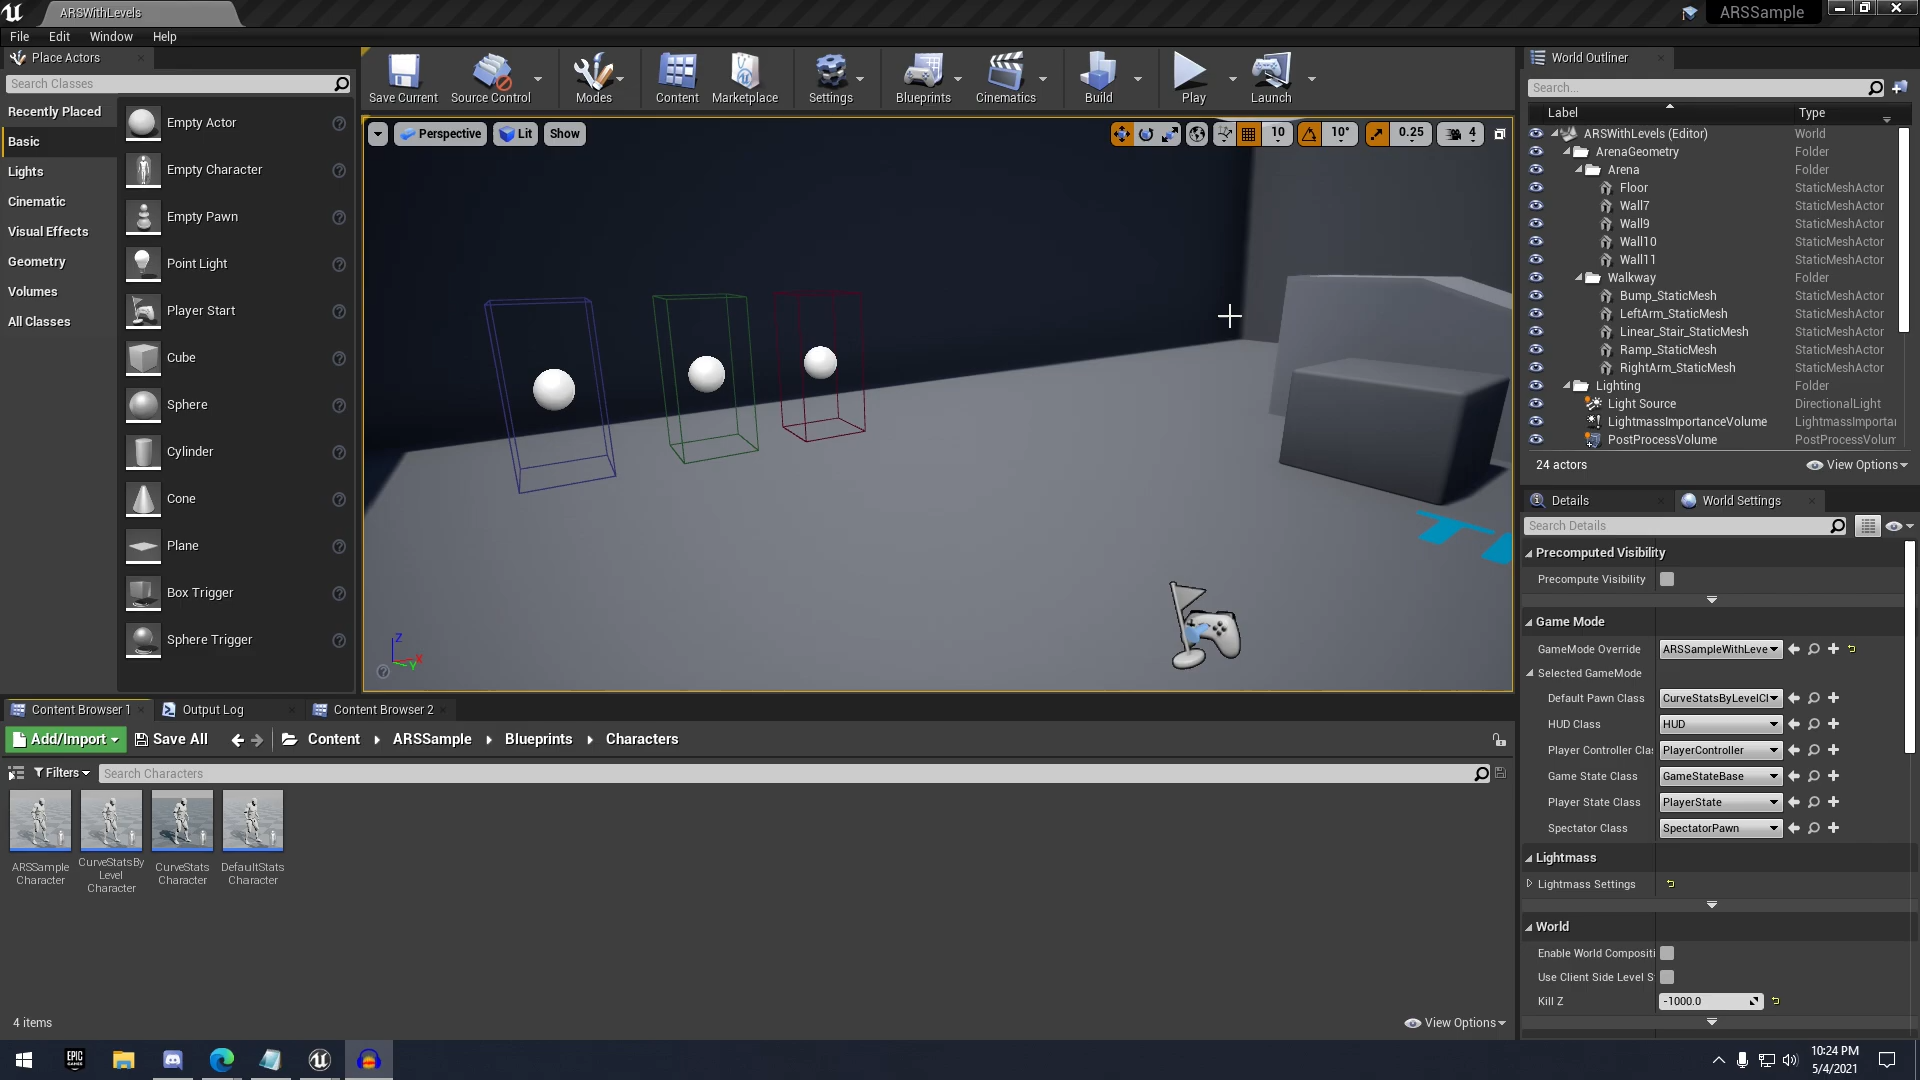 ARSWithLevels
ARSSample
File Edit Window Help
Place Actors
Search Classes
Recently Placed
Basic
Lights
Cinematic
Visual Effects
Geometry
Volumes
All Classes
Empty Actor
Empty Character
Empty Pawn
Point Light
Player Start
Cube
Sphere
Cylinder
Cone
Plane
Box Trigger
Sphere Trigger
Save Current Source Control Modes Content Marketplace Settings Blueprints Cinematics Build Play Launch
Perspective Lit Show
10 10° 0.25 4
Z
X
Y
World Outliner
Search...
Label Type
ARSWithLevels (Editor) World
ArenaGeometry Folder
Arena Folder
Floor StaticMeshActor
Wall7 StaticMeshActor
Wall9 StaticMeshActor
Wall10 StaticMeshActor
Wall11 StaticMeshActor
Walkway Folder
Bump_StaticMesh StaticMeshActor
LeftArm_StaticMesh StaticMeshActor
Linear_Stair_StaticMesh StaticMeshActor
Ramp_StaticMesh StaticMeshActor
RightArm_StaticMesh StaticMeshActor
Lighting Folder
Light Source DirectionalLight
LightmassImportanceVolume LightmassImportar
PostProcessVolume PostProcessVolum
24 actors View Options
Details World Settings
Search Details
Precomputed Visibility
Precompute Visibility
Game Mode
GameMode Override ARSSampleWithLeve
Selected GameMode
Default Pawn Class CurveStatsByLevelCl
HUD Class HUD
Player Controller Clas PlayerController
Game State Class GameStateBase
Player State Class PlayerState
Spectator Class SpectatorPawn
Lightmass
Lightmass Settings
World
Enable World Compositi
Use Client Side Level S
Kill Z -1000.0
Content Browser 1 Output Log Content Browser 2
Add/Import Save All Content ARSSample Blueprints Characters
Filters Search Characters
ARSSample
Character
CurveStatsBy
Level
Character
CurveStats
Character
DefaultStats
Character
4 items View Options
EPIC
GAMES
10:24 PM
5/4/2021